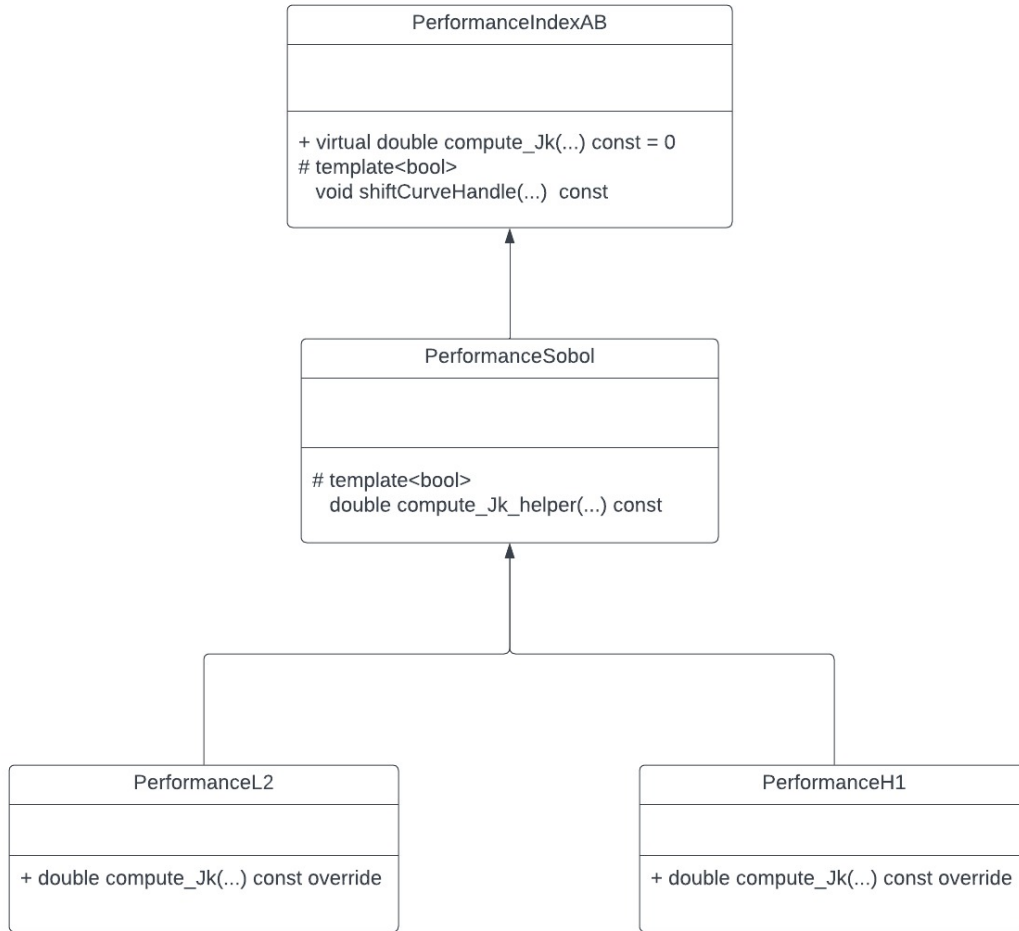 PerformanceIndexAB
+ virtual double compute_Jk(...) const = 0
# template<bool>
void shiftCurveHandle(...) const
PerformanceSobol
# template<bool>
double compute_Jk_helper(...) const
PerformanceL2
+ double compute_Jk(...) const override
PerformanceH1
+ double compute_Jk(...) const override